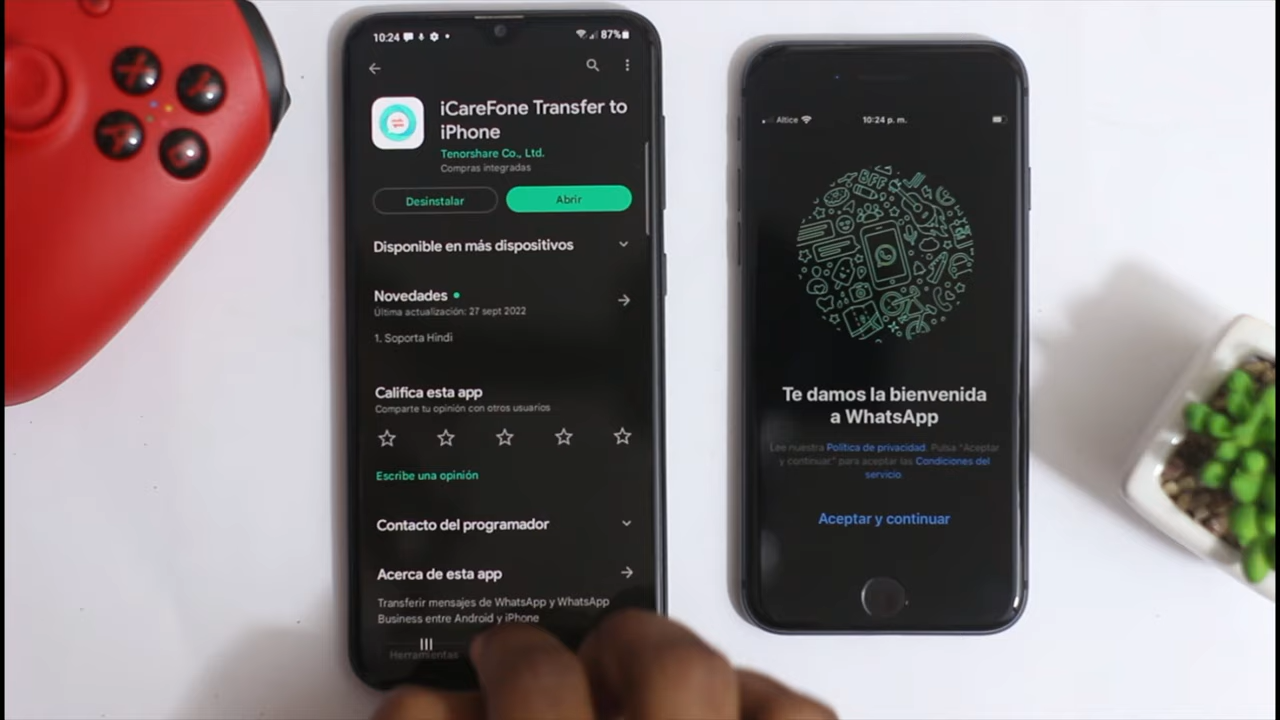 10:24
87%
iCareFone Transfer to
iPhone
Tenorshare Co., Ltd.
Compras integradas
Desinstalar
Abrir
Disponible en más dispositivos
Novedades
Última actualización: 27 sept 2022
1. Soporta Hindi
Califica esta app
Comparte tu opinión con otros usuarios
Escribe una opinión
Contacto del programador
Acerca de esta app
Transferir mensajes de WhatsApp y WhatsApp
Business entre Android y iPhone
Herramientas
Altice
10:24 p. m.
BFF
Te damos la bienvenida
a WhatsApp
Lee nuestra Política de privacidad. Pulsa "Aceptar
y continuar" para aceptar las Condiciones del
servicio.
Aceptar y continuar
X
Y
A